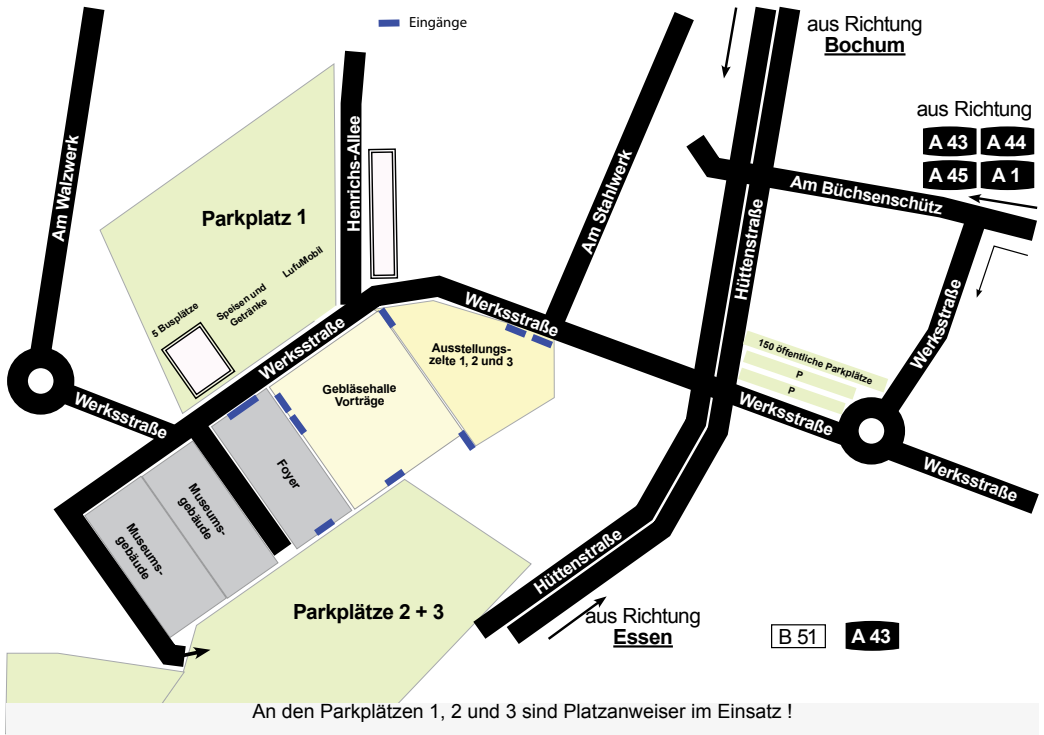 Eingänge
aus Richtung
Bochum
aus Richtung
A 43
A 44
A 45
A 1
Am Walzwerk
Henrichs-Allee
Am Stahlwerk
Hüttenstraße
Am Büchsenschütz
Werksstraße
Parkplatz 1
LufuMobil
Speisen und
Getränke
5 Busplätze
Werksstraße
Werksstraße
Ausstellungs-
zelte 1, 2 und 3
Gebläsehalle
Vorträge
150 öffentliche Parkplätze
P
P
Werksstraße
Werksstraße
Werksstraße
Foyer
Museums-
gebäude
Museums-
gebäude
Hüttenstraße
Parkplätze 2 + 3
aus Richtung
Essen
B 51
A 43
An den Parkplätzen 1, 2 und 3 sind Platzanweiser im Einsatz !